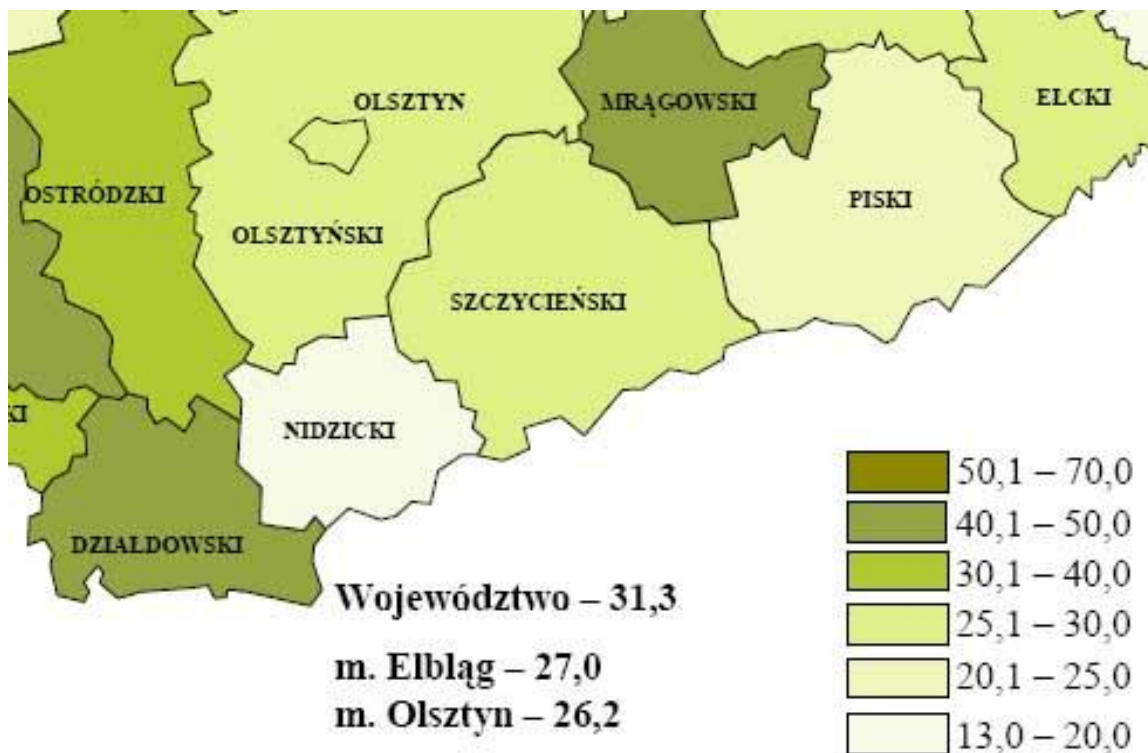 OLSZTYN
MRĄGOWSKI
ELCKI
OSTRÓDZKI
PISKI
OLSZTYŃSKI
SZCZYCIEŃSKI
KI
NIDZICKI
DZIALDOWSKI
50,1 – 70,0
40,1 – 50,0
30,1 – 40,0
25,1 – 30,0
20,1 – 25,0
13,0 – 20,0
Województwo – 31,3
m. Elbląg – 27,0
m. Olsztyn – 26,2